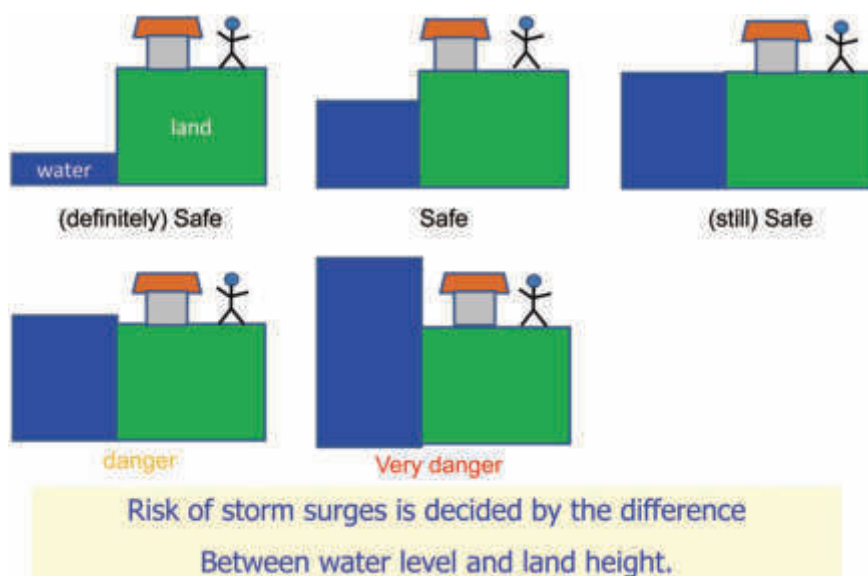 land
water
(definitely) Safe
Safe
(still) Safe
danger
Very danger
Risk of storm surges is decided by the difference
Between water level and land height.